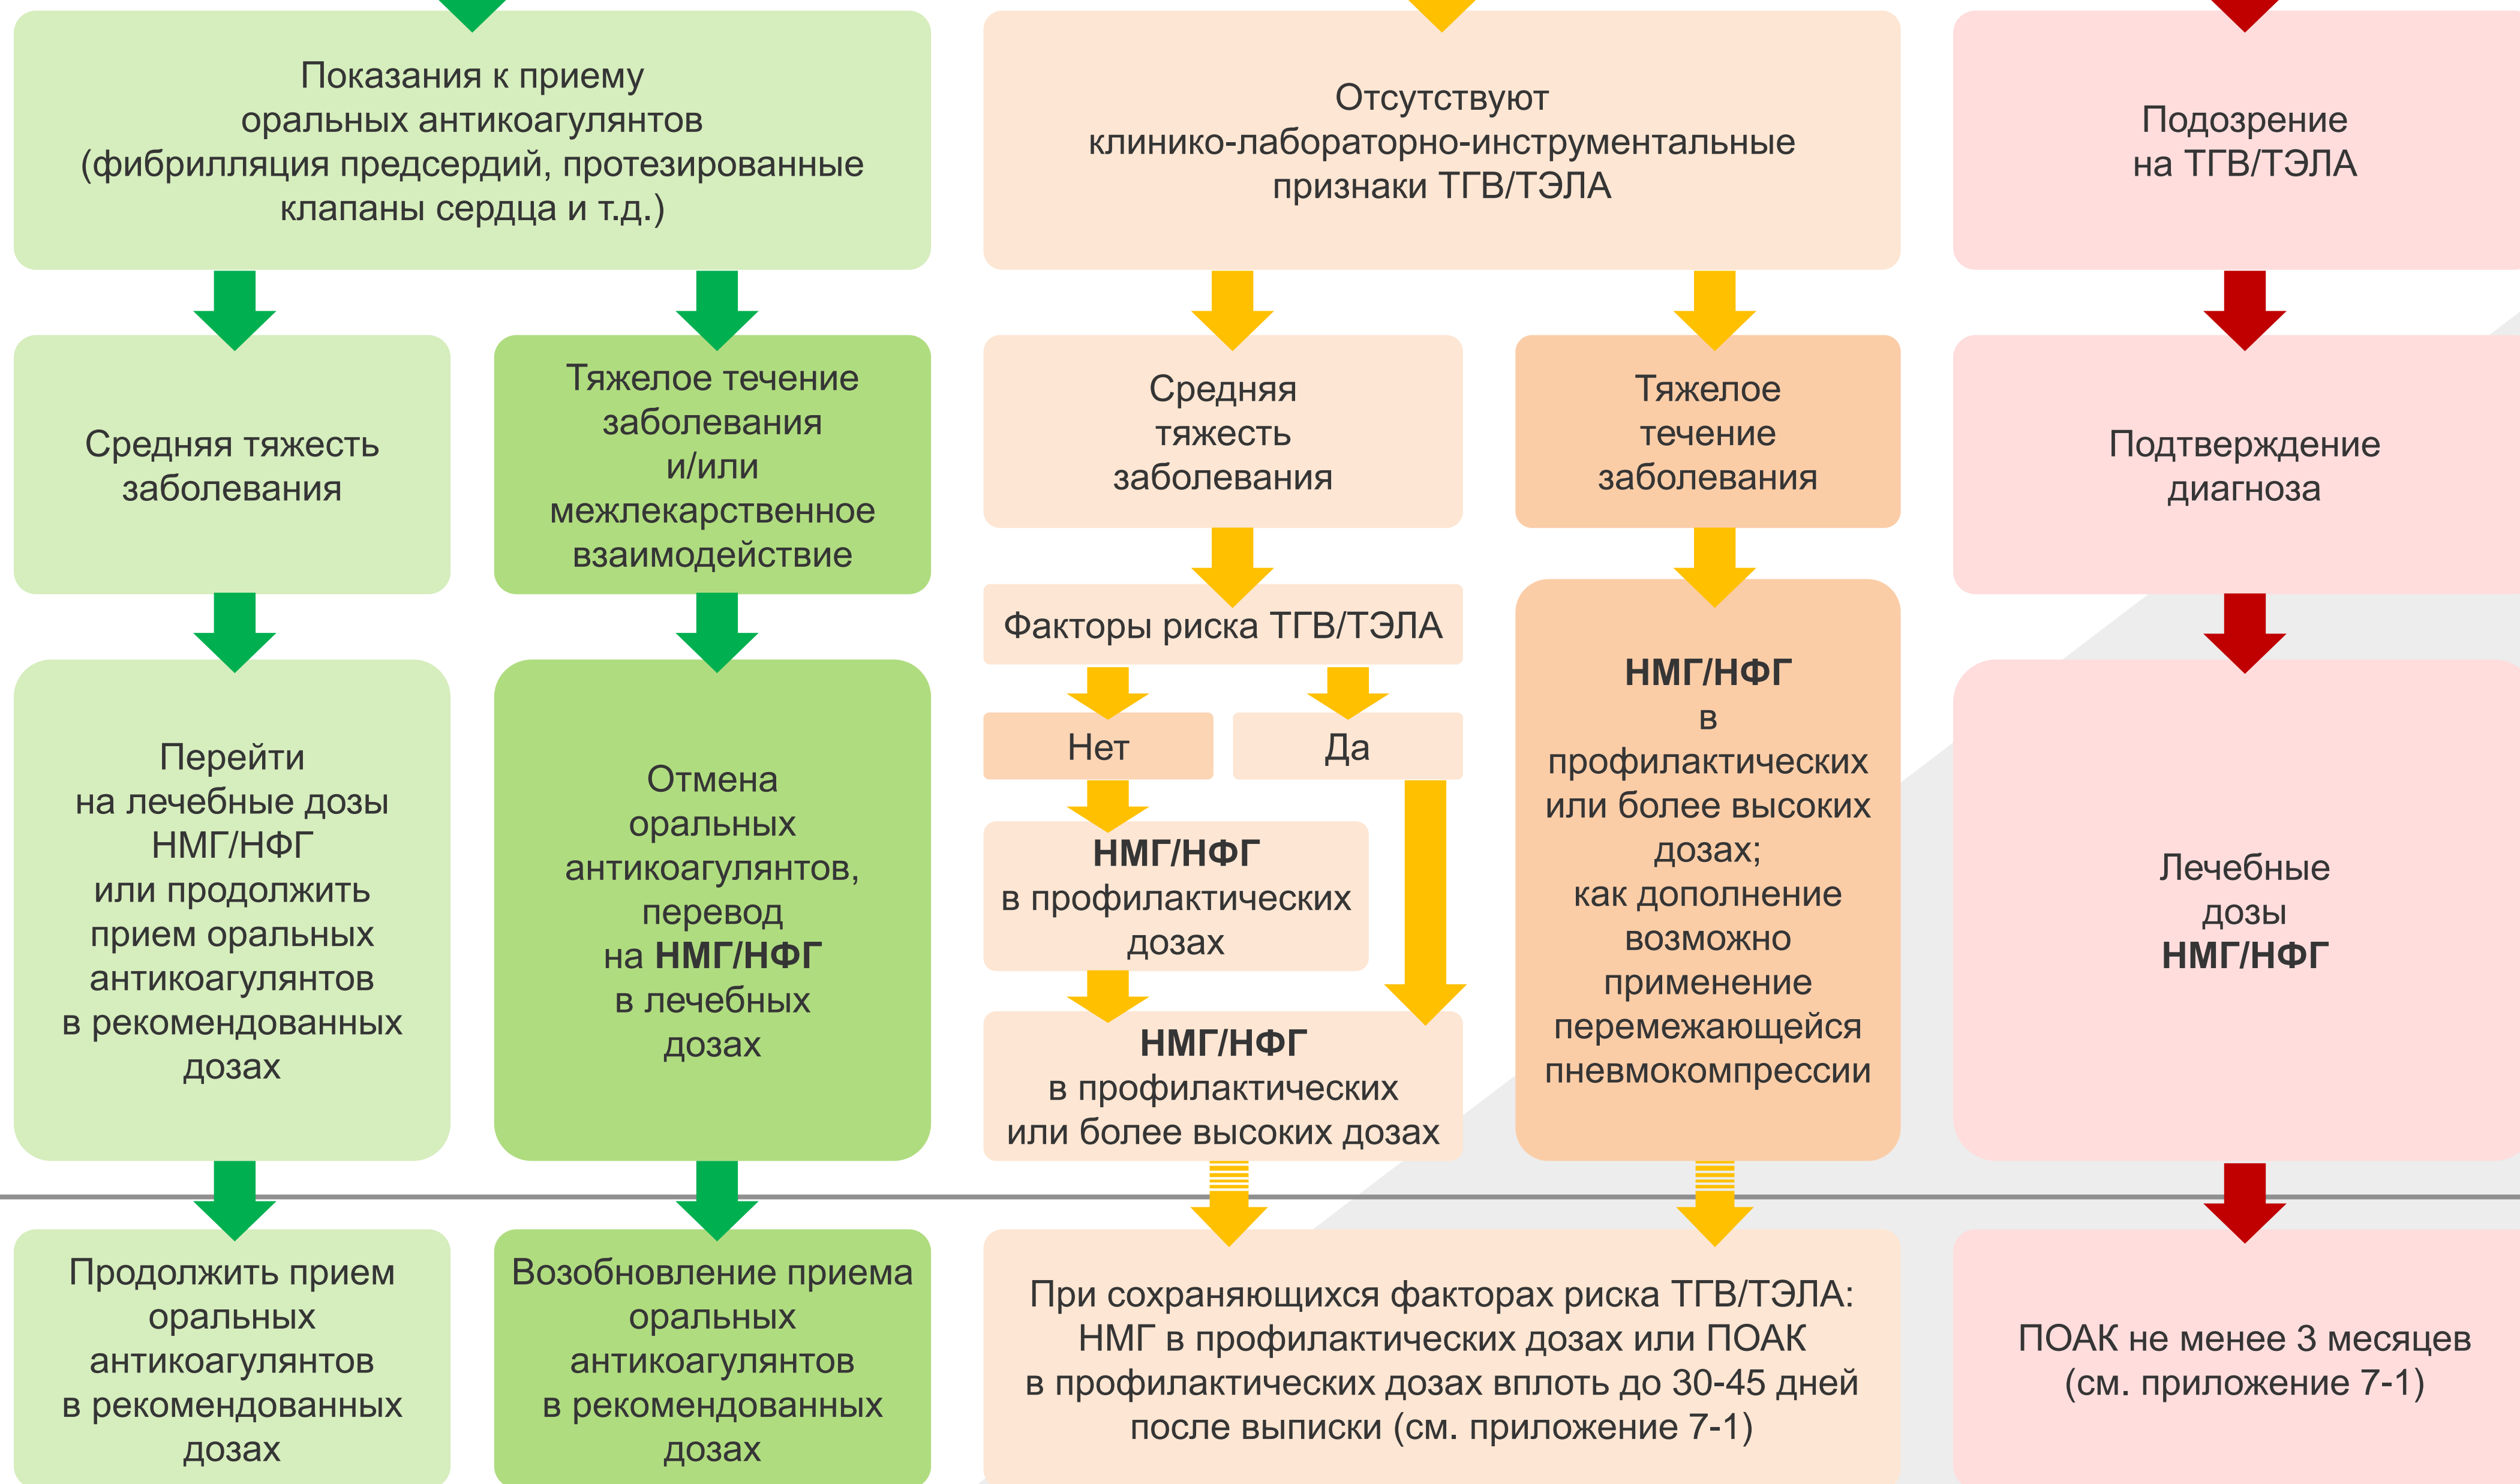 Показания к приему
оральных антикоагулянтов
(фибрилляция предсердий, протезированные
клапаны сердца и т.д.)
Средняя тяжесть
заболевания
Перейти
на лечебные дозы
НМГ/НФГ
или продолжить
прием оральных
антикоагулянтов
в рекомендованных
дозах
Продолжить прием
оральных
антикоагулянтов
в рекомендованных
дозах
Тяжелое течение
заболевания
и/или
межлекарственное
взаимодействие
Отмена
оральных
антикоагулянтов,
перевод
на НМГ/НФГ
в лечебных
дозах
Возобновление приема
оральных
антикоагулянтов
в рекомендованных
дозах
Отсутствуют
клинико-лабораторно-инструментальные
признаки ТГВ/ТЭЛА
Средняя
тяжесть
заболевания
Факторы риска ТГВ/ТЭЛА
Нет
Да
НМГ/НФГ
в профилактических
дозах
НМГ/НФГ
в профилактических
или более высоких дозах
Тяжелое
течение
заболевания
НМГ/НФГ
в
профилактических
или более высоких
дозах;
как дополнение
возможно
применение
перемежающейся
пневмокомпрессии
При сохраняющихся факторах риска ТГВ/ТЭЛА:
НМГ в профилактических дозах или ПОАК
в профилактических дозах вплоть до 30-45 дней
после выписки (см. приложение 7-1)
Подозрение
на ТГВ/ТЭЛА
Подтверждение
диагноза
Лечебные
дозы
НМГ/НФГ
ПОАК не менее 3 месяцев
(см. приложение 7-1)